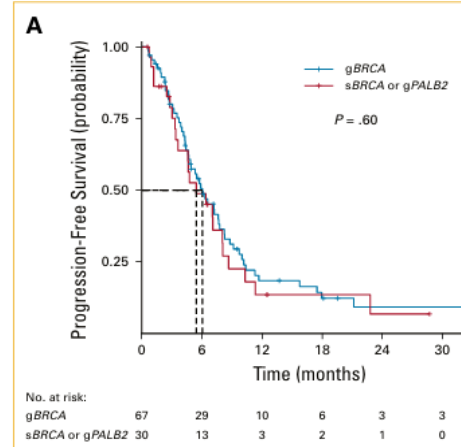 A
Progression-Free Survival (probability)
1.00
0.75
0.50
0.25
gBRCA
sBRCA or gPALB2
P = .60
0 6 12 18 24 30
Time (months)
No. at risk:
gBRCA 67 29 10 6 3 3
sBRCA or gPALB2 30 13 3 2 1 0